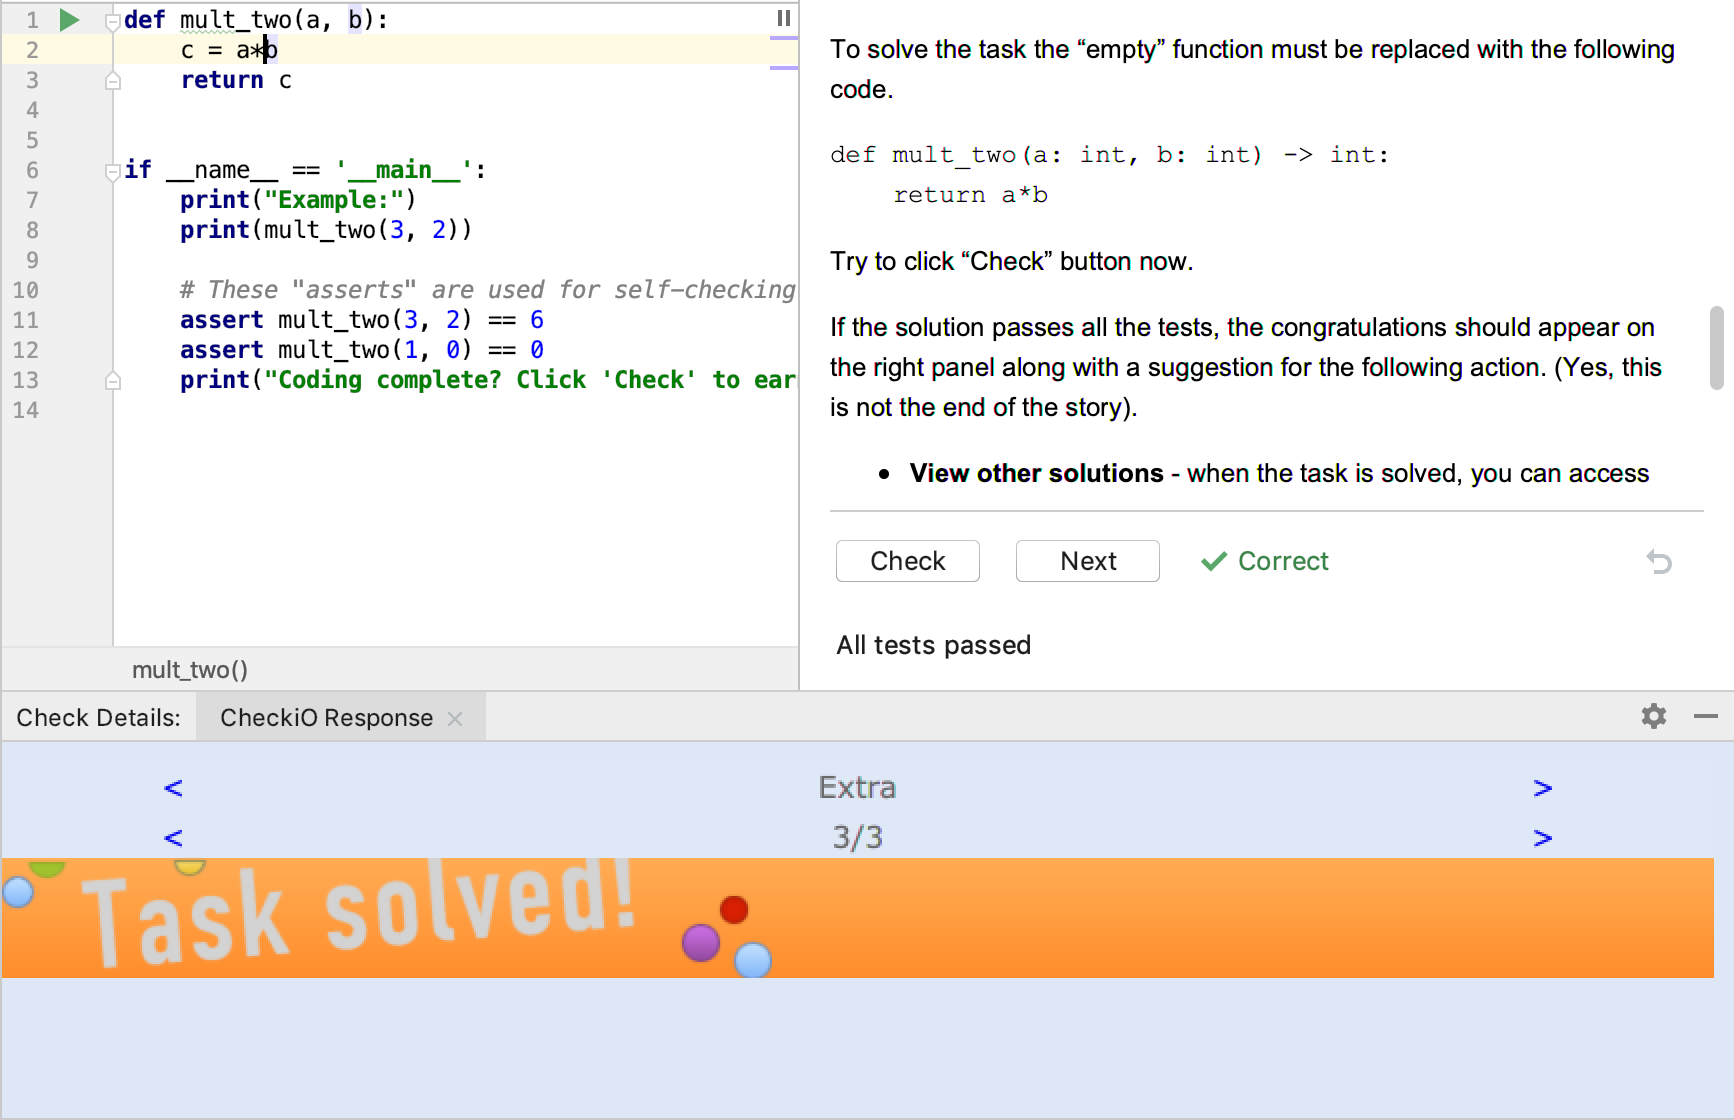 1 def mult_two(a, b):
2 c = a*b
3 return c
4
5
6 if __name__ == '__main__':
7 print("Example:")
8 print(mult_two(3, 2))
9
10 # These "asserts" are used for self-checking
11 assert mult_two(3, 2) == 6
12 assert mult_two(1, 0) == 0
13 print("Coding complete? Click 'Check' to ear
14
mult_two()
To solve the task the “empty” function must be replaced with the following
code.
def mult_two(a: int, b: int) -> int:
return a*b
Try to click “Check” button now.
If the solution passes all the tests, the congratulations should appear on
the right panel along with a suggestion for the following action. (Yes, this
is not the end of the story).
• View other solutions - when the task is solved, you can access
Check Next Correct
All tests passed
Check Details: CheckiO Response
< Extra >
< 3/3 >
Task solved!